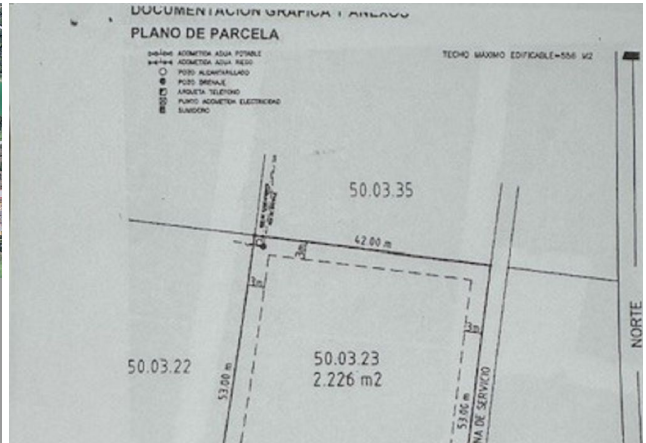 DOCUMENTACION GRAFICA Y ANEXOS
PLANO DE PARCELA
ACOMETIDA AGUA POTABLE
ACOMETIDA AGUA RIEGO
POZO ALCANTARILLADO
POZO DRENAJE
ARQUETA TELEFONO
PUNTO ACOMETIDA ELECTRICIDAD
SUMIDERO
TECHO MÁXIMO EDIFICABLE=556 M2
50.03.35
42.00 m
3m
3m
3m
NORTE
50.03.22
50.03.23
2.226 m2
53.00 m
53.00 m
NA DE SERVICIO